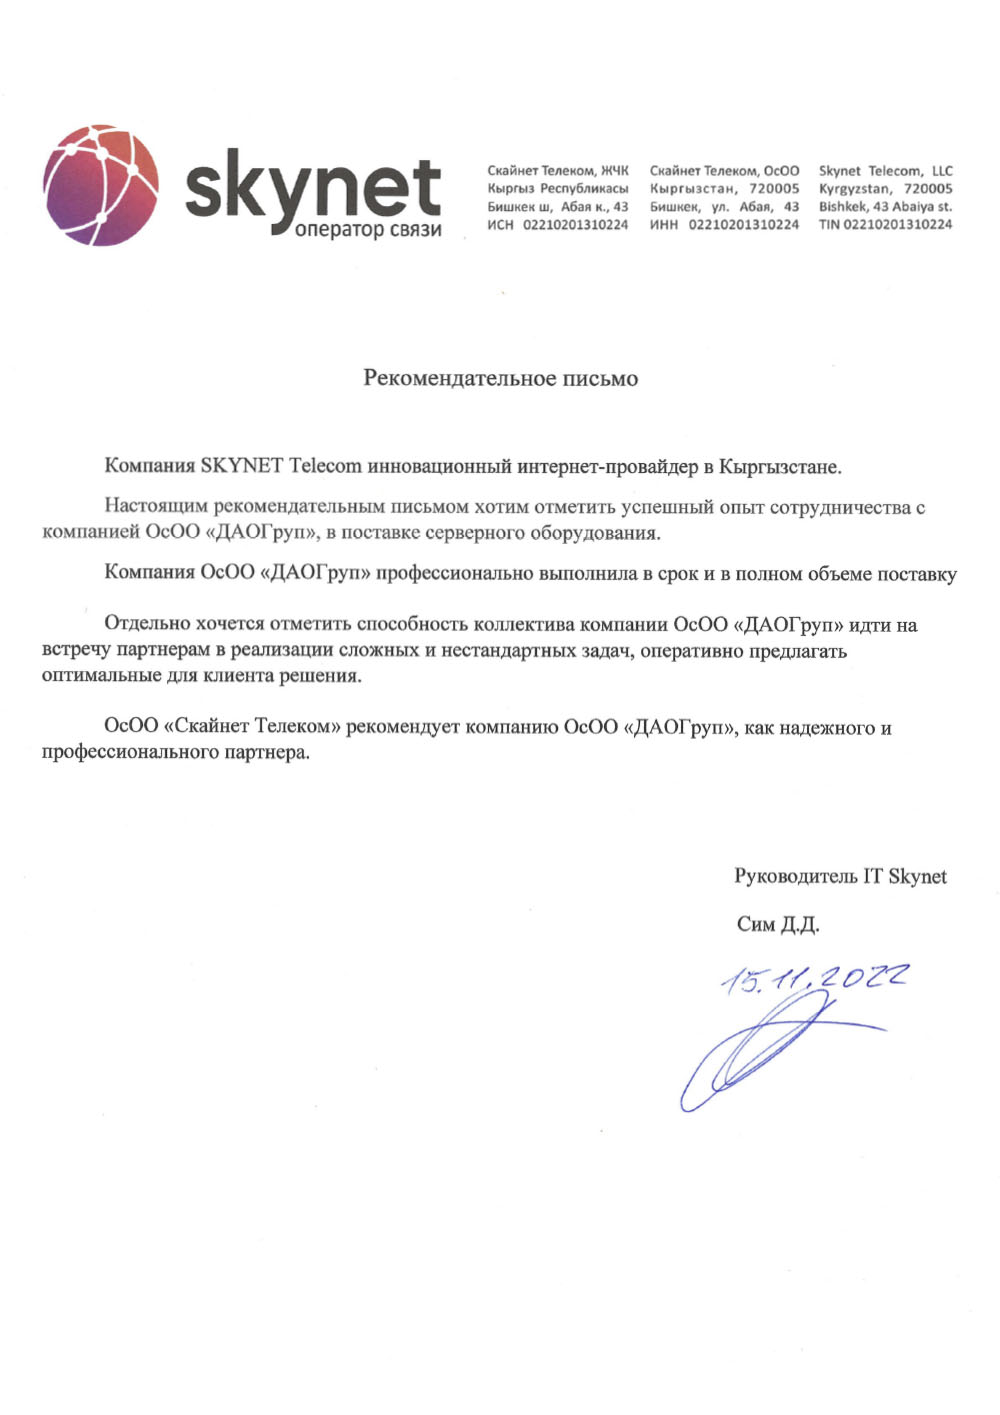 skynet
оператор связи
Скайнет Телеком, ЖЧК
Кыргыз Республикасы
Бишкек ш, Абая к., 43
ИСН 02210201310224
Скайнет Телеком, ОсОО
Кыргызстан, 720005
Бишкек, ул. Абая, 43
ИНН 02210201310224
Skynet Telecom, LLC
Kyrgyzstan, 720005
Bishkek, 43 Abaiya st.
TIN 02210201310224
Рекомендательное письмо
Компания SKYNET Telecom инновационный интернет-провайдер в Кыргызстане.
Настоящим рекомендательным письмом хотим отметить успешный опыт сотрудничества с
компанией ОсОО «ДАОГруп», в поставке серверного оборудования.
Компания ОсОО «ДАОГруп» профессионально выполнила в срок и в полном объеме поставку
Отдельно хочется отметить способность коллектива компании ОсОО «ДАОГруп» идти на
встречу партнерам в реализации сложных и нестандартных задач, оперативно предлагать
оптимальные для клиента решения.
ОсОО «Скайнет Телеком» рекомендует компанию ОсОО «ДАОГруп», как надежного и
профессионального партнера.
Руководитель IT Skynet
Сим Д.Д.
15.11.2022